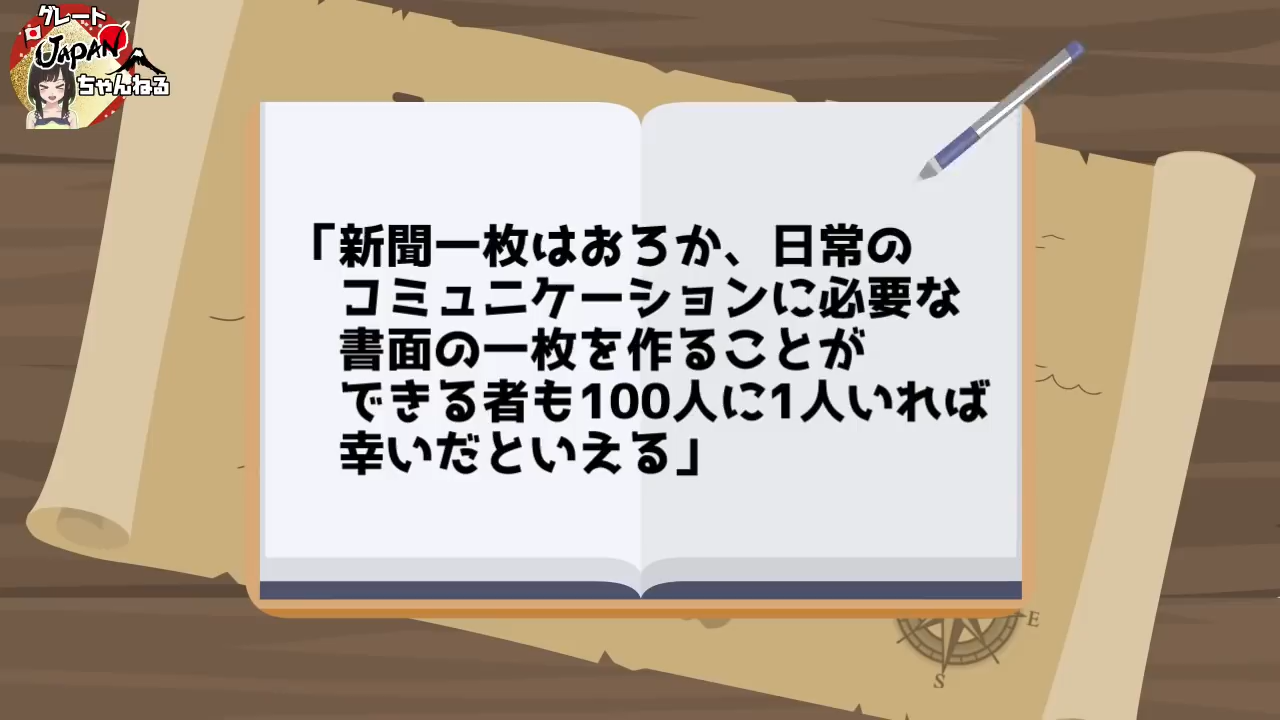 グレート
JAPAN
ちゃんねる
「新聞一枚はおろか、日常の
コミュニケーションに必要な
書面の一枚を作ることが
できる者も100人に1人いれば
幸いだといえる」
E
S